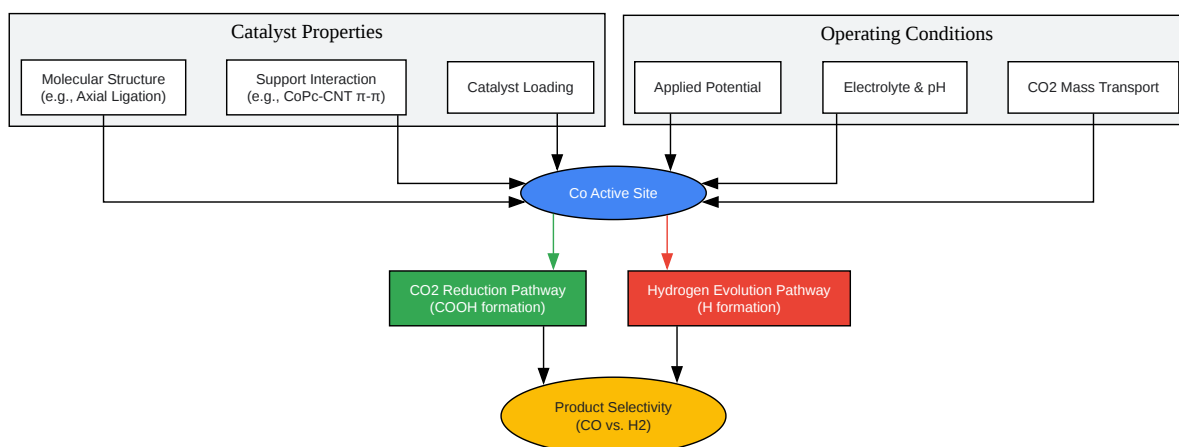 Catalyst Properties
Molecular Structure
(e.g., Axial Ligation)
Support Interaction
(e.g., CoPc-CNT π-π)
Catalyst Loading
Operating Conditions
Applied Potential
Electrolyte & pH
CO2 Mass Transport
Co Active Site
CO2 Reduction Pathway
(COOH formation)
Hydrogen Evolution Pathway
(H formation)
Product Selectivity
(CO vs. H2)